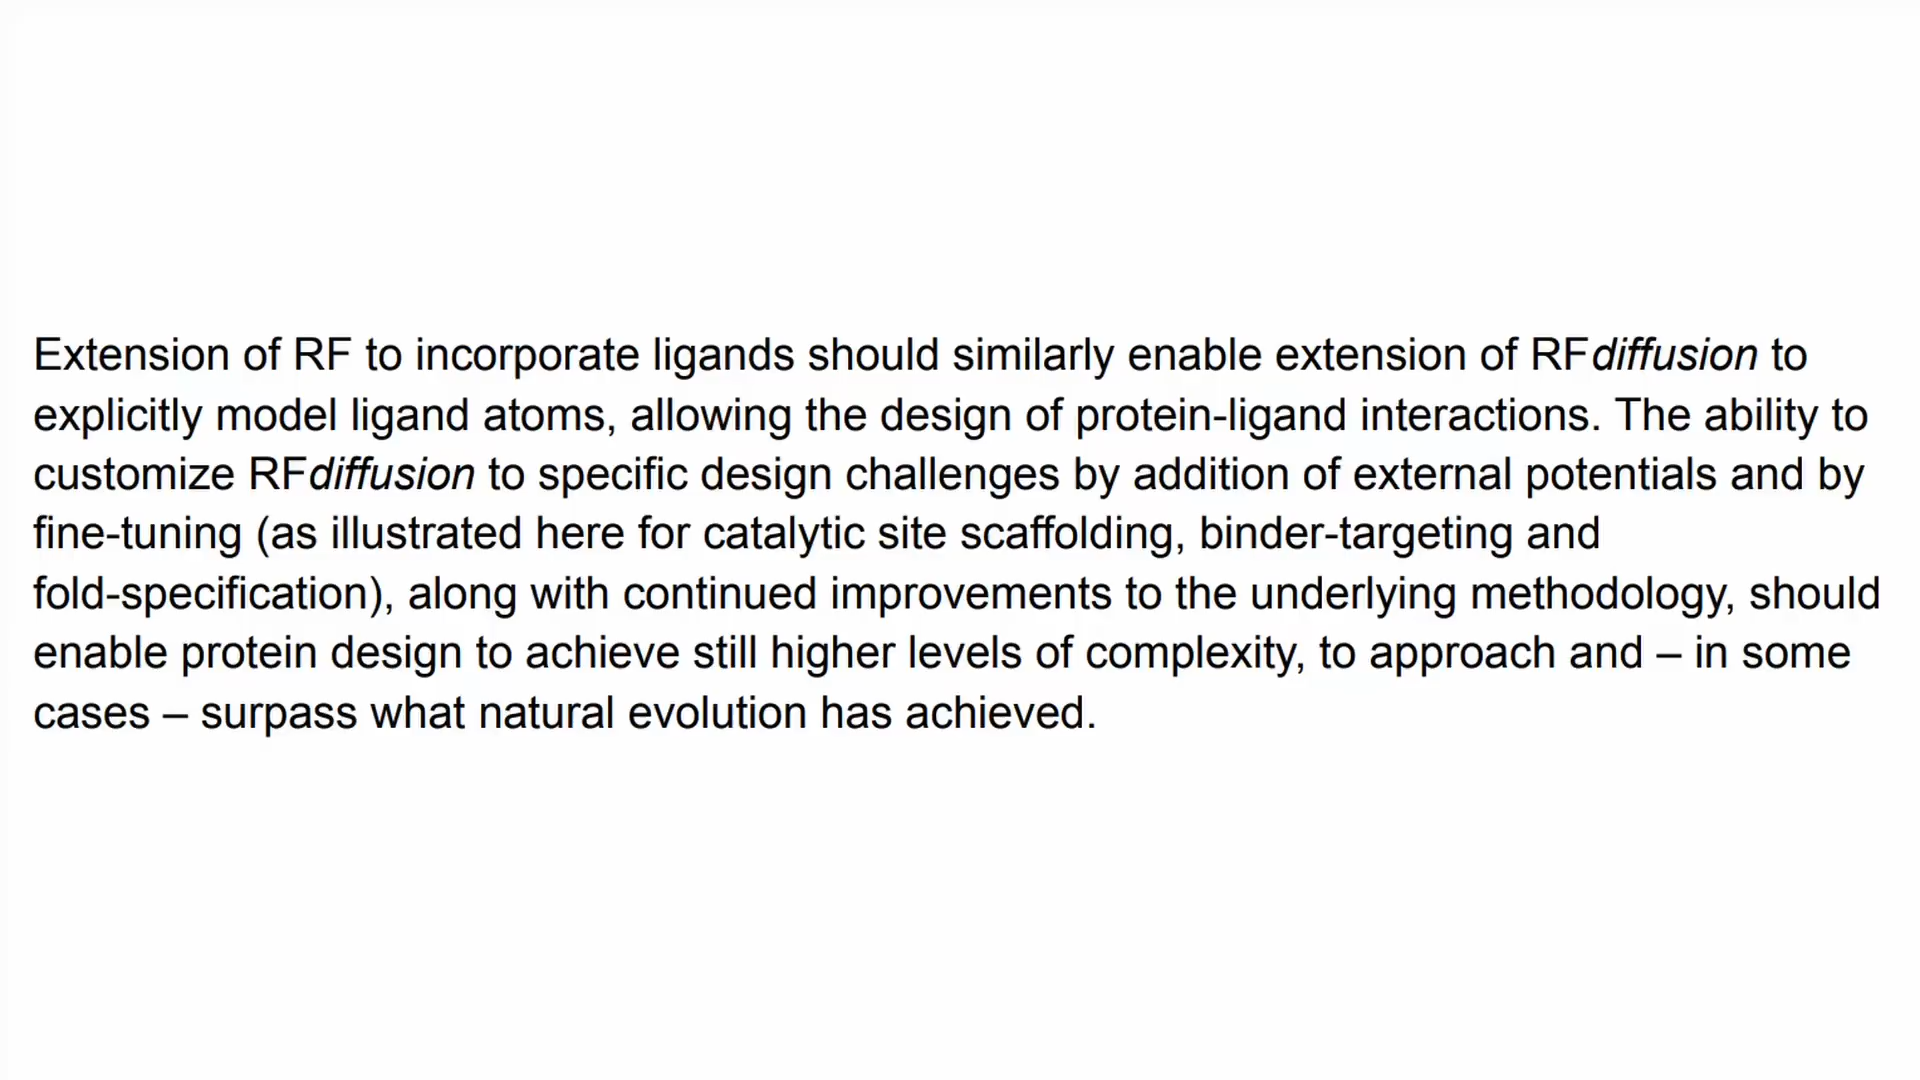 Extension of RF to incorporate ligands should similarly enable extension of RFdiffusion to
explicitly model ligand atoms, allowing the design of protein-ligand interactions. The ability to
customize RFdiffusion to specific design challenges by addition of external potentials and by
fine-tuning (as illustrated here for catalytic site scaffolding, binder-targeting and
fold-specification), along with continued improvements to the underlying methodology, should
enable protein design to achieve still higher levels of complexity, to approach and – in some
cases – surpass what natural evolution has achieved.